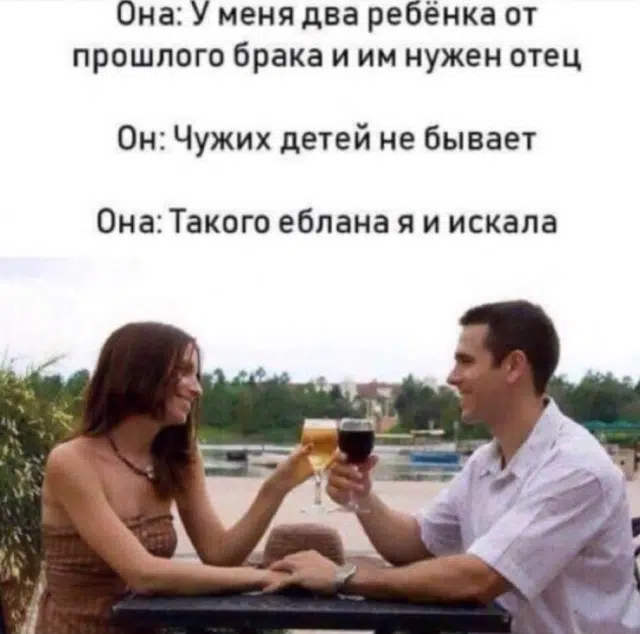 Она: У меня два ребёнка от
прошлого брака и им нужен отец
Он: Чужих детей не бывает
Она: Такого еблана я и искала